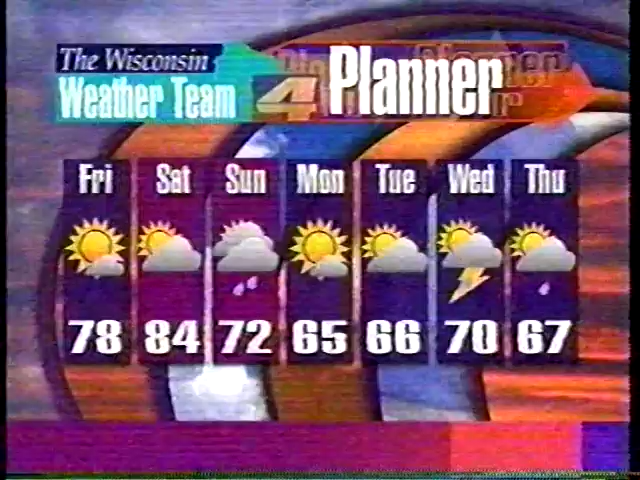 The Wisconsin
Weather Team 4 Planner
Fri Sat Sun Mon Tue Wed Thu
78 84 72 65 66 70 67